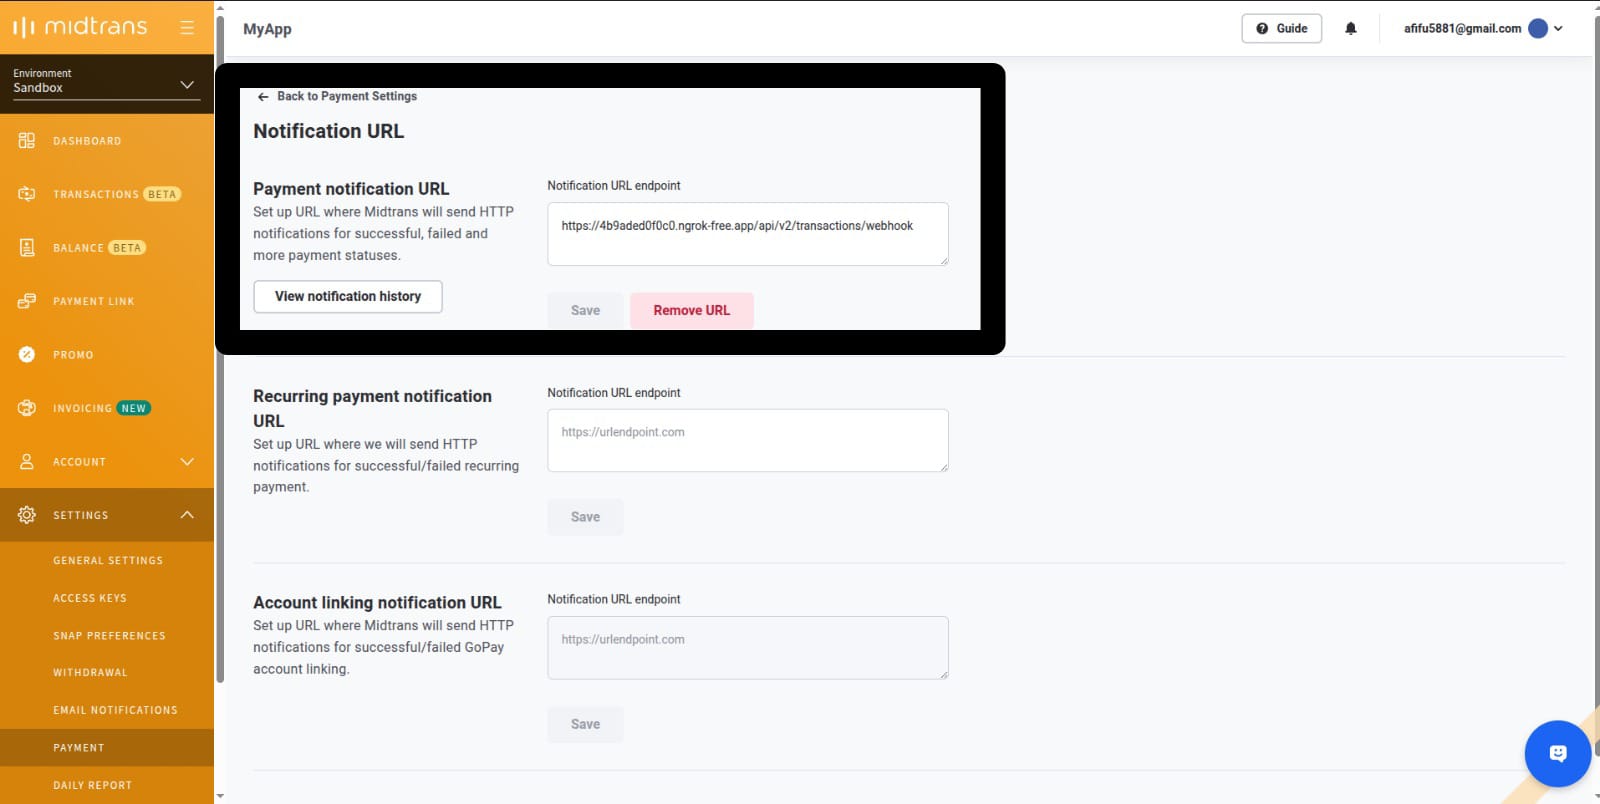 midtrans
MyApp
Guide
afifu5881@gmail.com
Environment
Sandbox
DASHBOARD
TRANSACTIONS BETA
BALANCE BETA
PAYMENT LINK
PROMO
INVOICING NEW
ACCOUNT
SETTINGS
GENERAL SETTINGS
ACCESS KEYS
SNAP PREFERENCES
WITHDRAWAL
EMAIL NOTIFICATIONS
PAYMENT
DAILY REPORT
Back to Payment Settings
Notification URL
Payment notification URL
Set up URL where Midtrans will send HTTP
notifications for successful, failed and
more payment statuses.
View notification history
Notification URL endpoint
https://4b9aded0f0c0.ngrok-free.app/api/v2/transactions/webhook
Save
Remove URL
Recurring payment notification
URL
Set up URL where we will send HTTP
notifications for successful/failed recurring
payment.
Notification URL endpoint
https://urlendpoint.com
Save
Account linking notification URL
Set up URL where Midtrans will send HTTP
notifications for successful/failed GoPay
account linking.
Notification URL endpoint
https://urlendpoint.com
Save